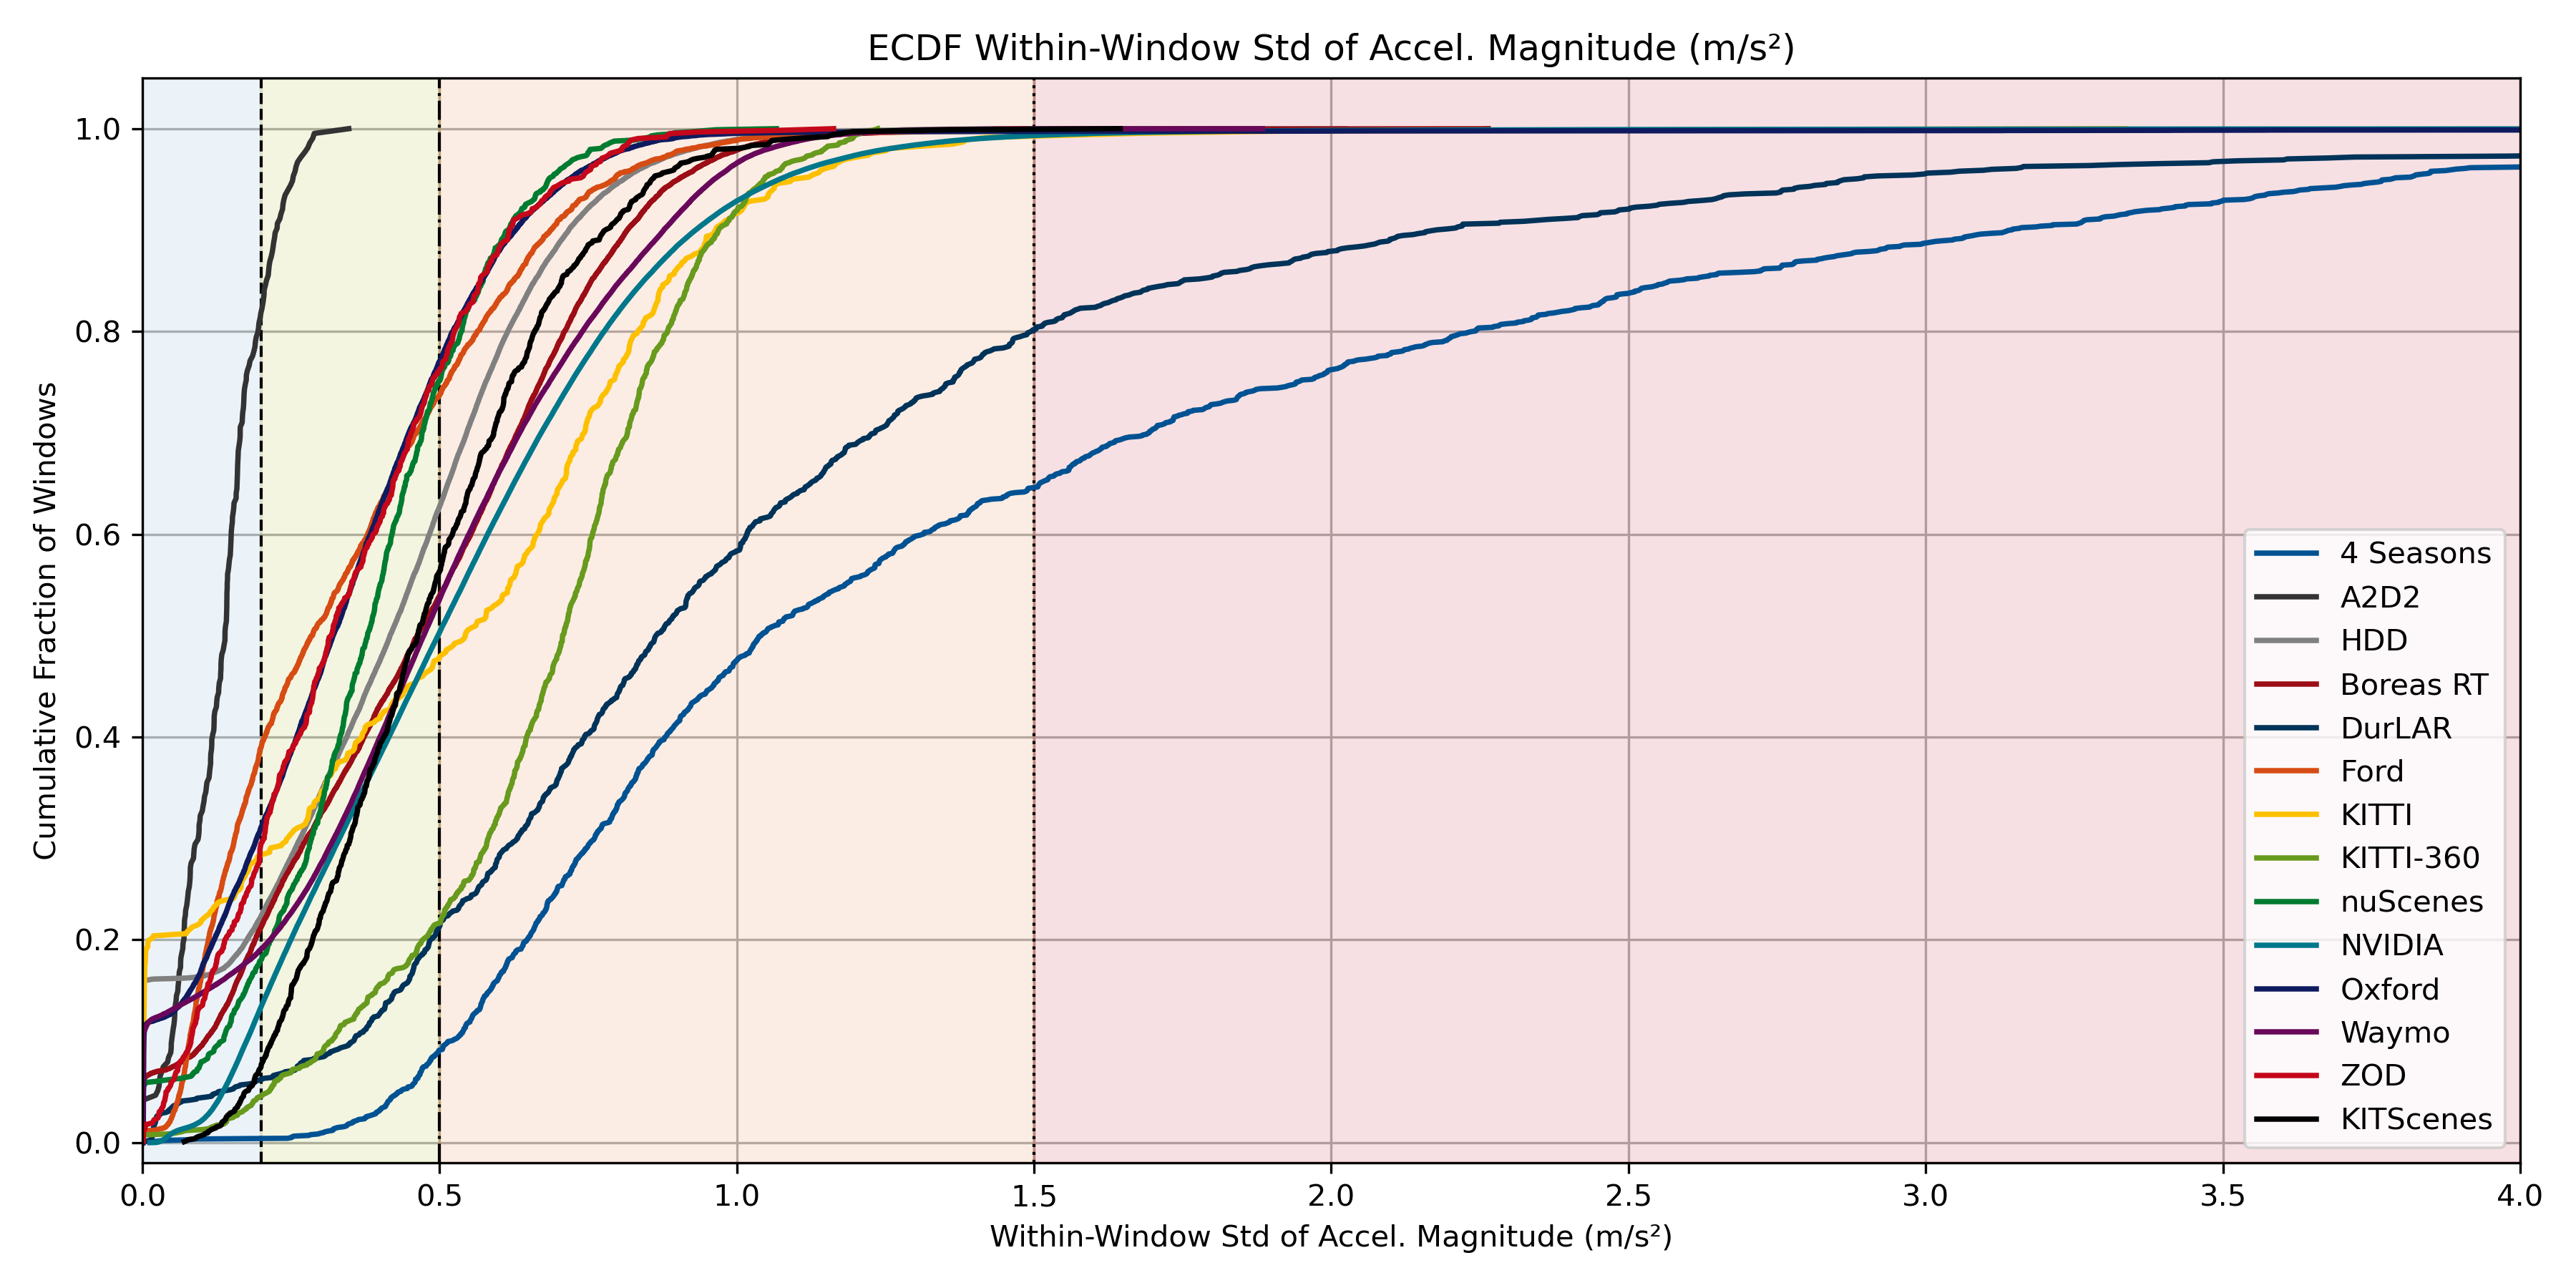 ECDF Within-Window Std of Accel. Magnitude (m/s²)
Cumulative Fraction of Windows
1.0
0.8
0.6
0.4
0.2
0.0
0.0 0.5 1.0 1.5 2.0 2.5 3.0 3.5 4.0
Within-Window Std of Accel. Magnitude (m/s²)
4 Seasons
A2D2
HDD
Boreas RT
DurLAR
Ford
KITTI
KITTI-360
nuScenes
NVIDIA
Oxford
Waymo
ZOD
KITScenes